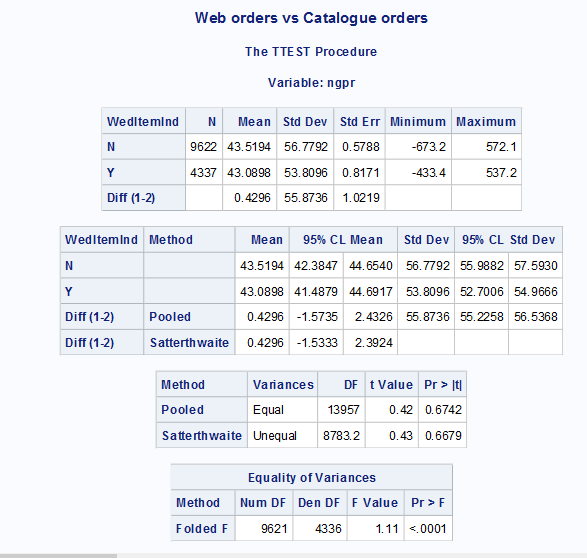 Web orders vs Catalogue orders
The TTEST Procedure
Variable: ngpr
WedItemInd N Mean Std Dev Std Err Minimum Maximum
N 9622 43.5194 56.7792 0.5788 -673.2 572.1
Y 4337 43.0898 53.8096 0.8171 -433.4 537.2
Diff (1-2) 0.4296 55.8736 1.0219
WedItemInd Method Mean 95% CL Mean Std Dev 95% CL Std Dev
N 43.5194 42.3847 44.6540 56.7792 55.9882 57.5930
Y 43.0898 41.4879 44.6917 53.8096 52.7006 54.9666
Diff (1-2) Pooled 0.4296 -1.5735 2.4326 55.8736 55.2258 56.5368
Diff (1-2) Satterthwaite 0.4296 -1.5333 2.3924
Method Variances DF t Value Pr > |t|
Pooled Equal 13957 0.42 0.6742
Satterthwaite Unequal 8783.2 0.43 0.6679
Equality of Variances
Method Num DF Den DF F Value Pr > F
Folded F 9621 4336 1.11 <.0001